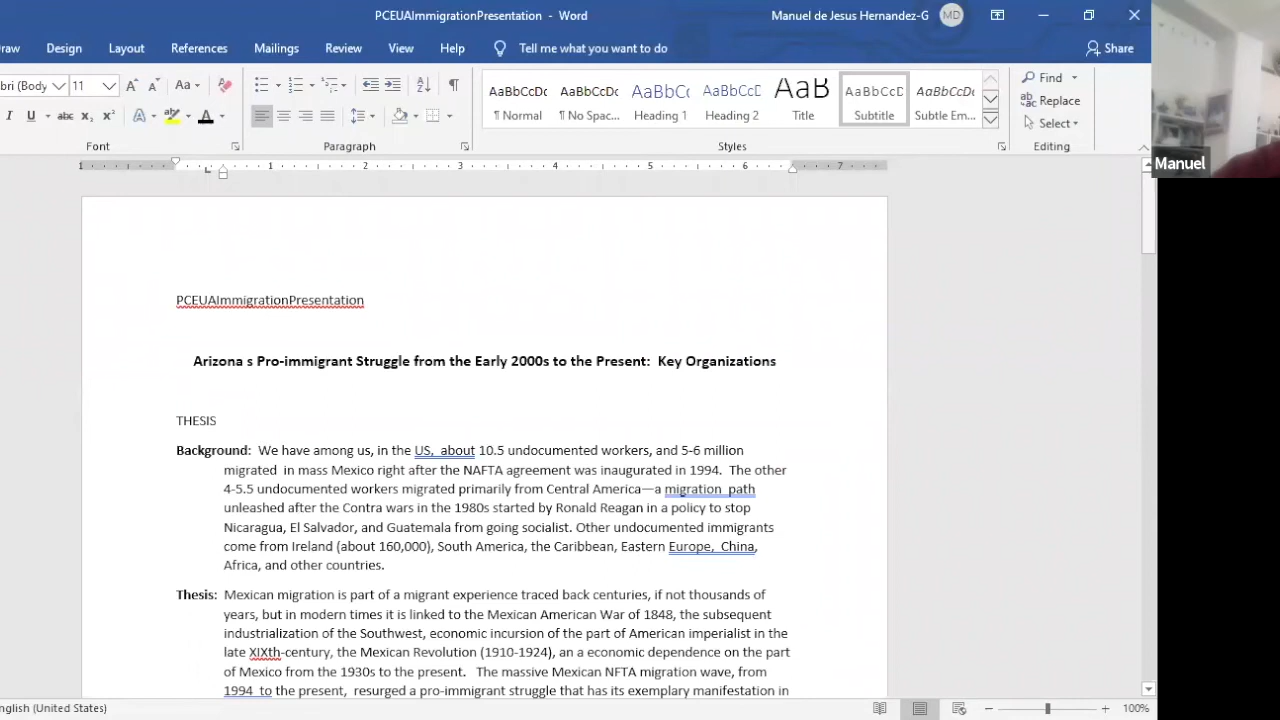 PCEUAImmigrationPresentation - Word
Manuel de Jesus Hernandez-G MD
Design Layout References Mailings Review View Help Tell me what you want to do Share
11 Aa
U abc x₂ x² A A
Font Paragraph Styles Editing
AaBbCcDc AaBbCcDc AaBbCc AaBbCcD AaB AaBbCcD AaBbCcDc
¶ Normal ¶ No Spac... Heading 1 Heading 2 Title Subtitle Subtle Em...
Find
Replace
Select
Manuel
1 1 2 3 4 5 6 7
PCEUAImmigrationPresentation
Arizona s Pro-immigrant Struggle from the Early 2000s to the Present: Key Organizations
THESIS
Background: We have among us, in the US, about 10.5 undocumented workers, and 5-6 million
migrated in mass Mexico right after the NAFTA agreement was inaugurated in 1994. The other
4-5.5 undocumented workers migrated primarily from Central America—a migration path
unleashed after the Contra wars in the 1980s started by Ronald Reagan in a policy to stop
Nicaragua, El Salvador, and Guatemala from going socialist. Other undocumented immigrants
come from Ireland (about 160,000), South America, the Caribbean, Eastern Europe, China,
Africa, and other countries.
Thesis: Mexican migration is part of a migrant experience traced back centuries, if not thousands of
years, but in modern times it is linked to the Mexican American War of 1848, the subsequent
industrialization of the Southwest, economic incursion of the part of American imperialist in the
late XIXth-century, the Mexican Revolution (1910-1924), an a economic dependence on the part
of Mexico from the 1930s to the present. The massive Mexican NFTA migration wave, from
1994 to the present, resurged a pro-immigrant struggle that has its exemplary manifestation in
(United States)
100%